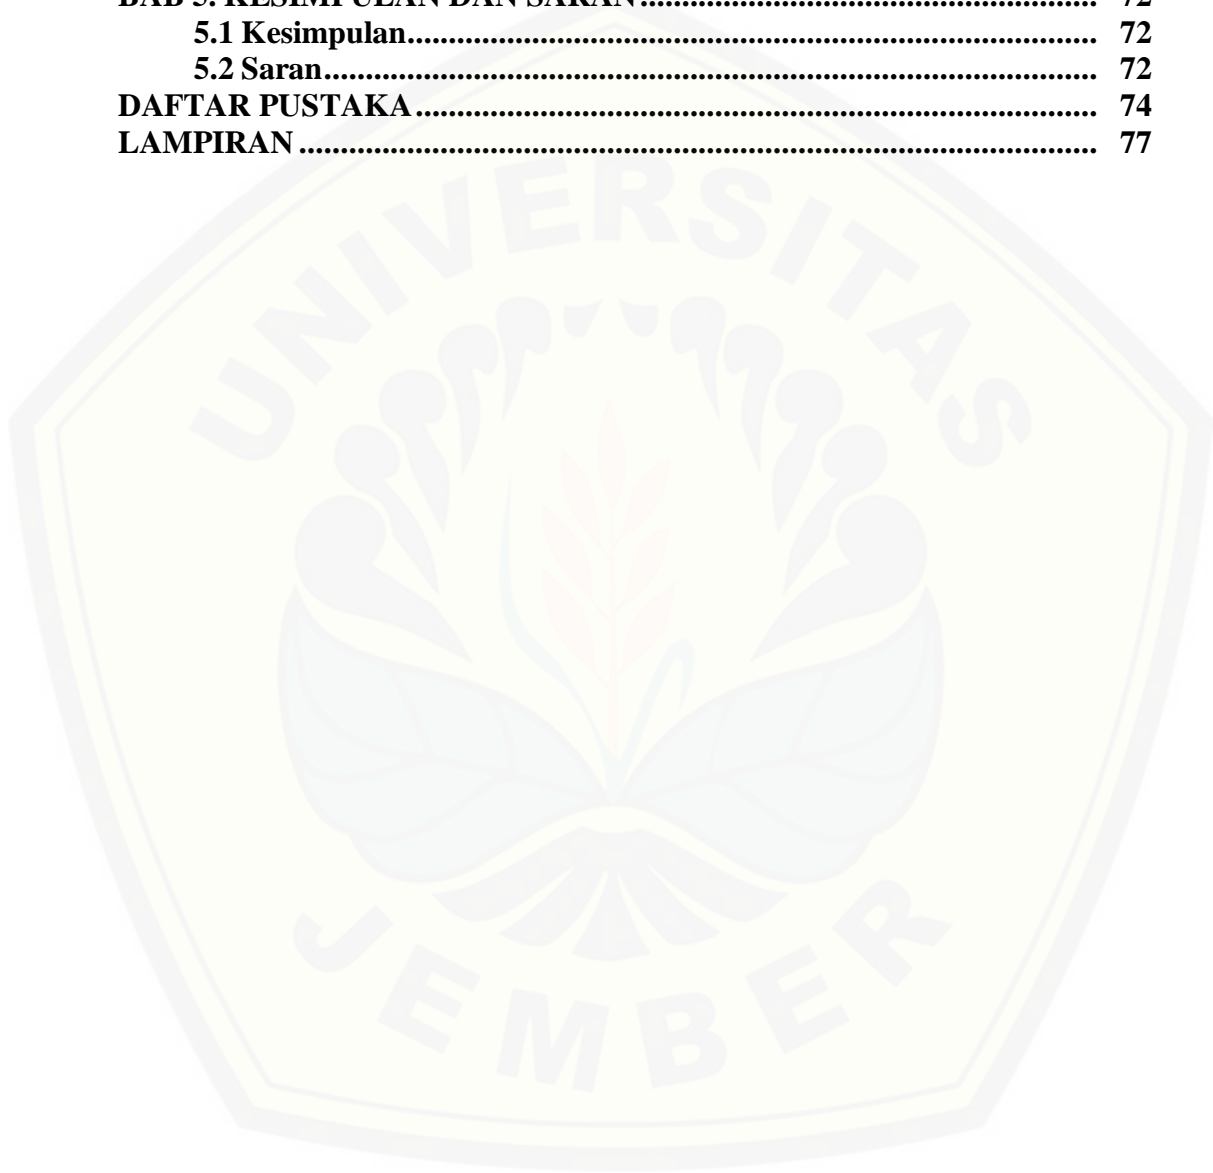 BAB 5. KESIMPULAN DAN SARAN.................................................................. 72
5.1 Kesimpulan................................................................................... 72
5.2 Saran............................................................................................. 72
DAFTAR PUSTAKA.................................................................................. 74
LAMPIRAN................................................................................................ 77
UNIVERSITAS
JEMBER